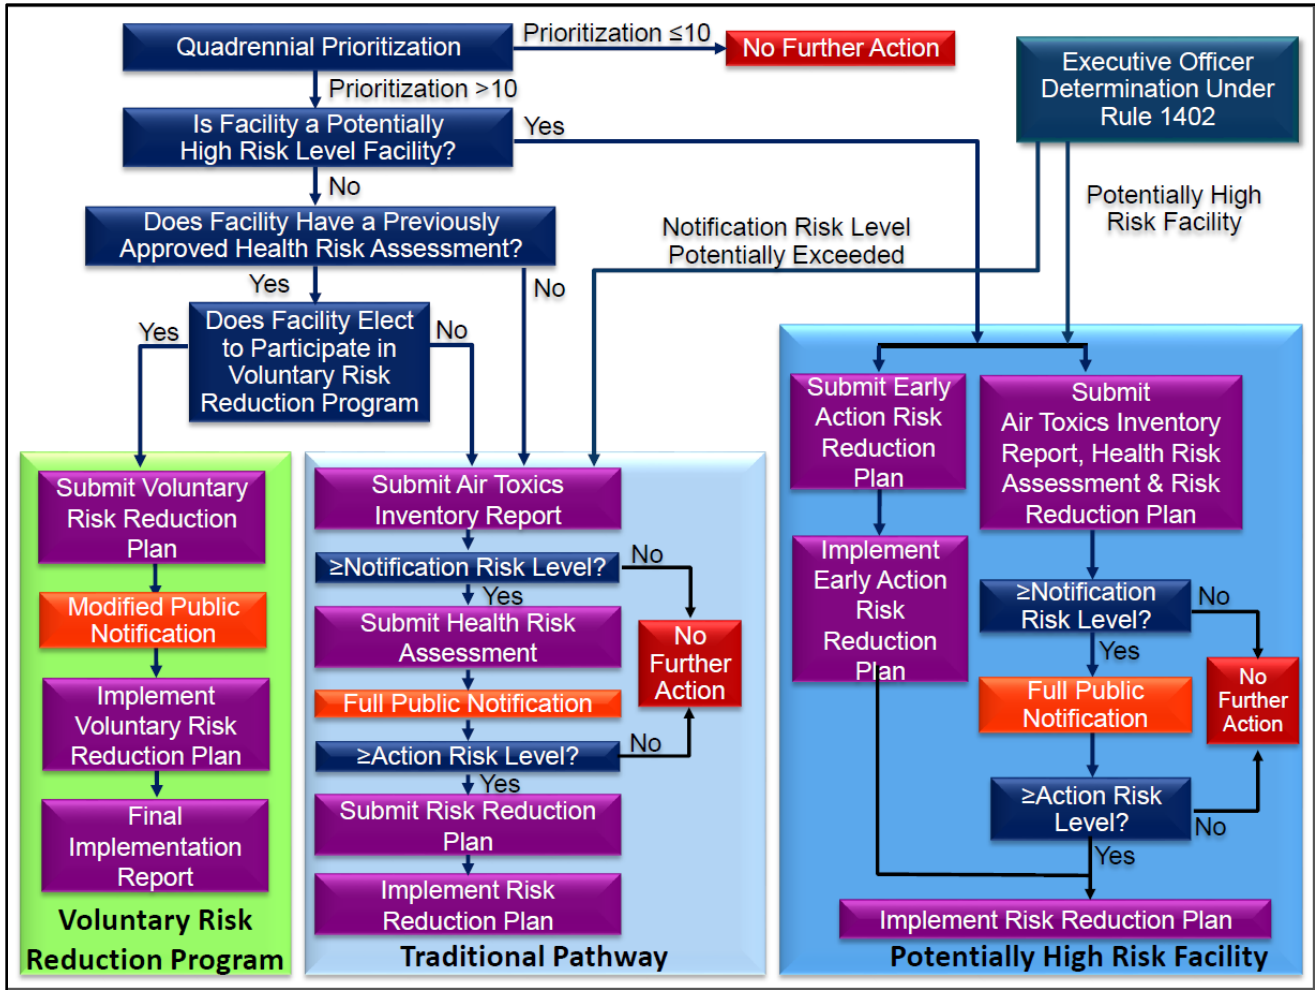 Quadrennial Prioritization
Prioritization ≤10
No Further Action
Executive Officer
Determination Under
Rule 1402
Prioritization >10
Is Facility a Potentially
High Risk Level Facility?
Yes
No
Potentially High
Risk Facility
Does Facility Have a Previously
Approved Health Risk Assessment?
Notification Risk Level
Potentially Exceeded
Yes
No
Does Facility Elect
to Participate in
Voluntary Risk
Reduction Program
Yes
No
Submit Voluntary
Risk Reduction
Plan
Modified Public
Notification
Implement
Voluntary Risk
Reduction Plan
Final
Implementation
Report
Voluntary Risk
Reduction Program
Submit Air Toxics
Inventory Report
≥Notification Risk Level?
No
Yes
Submit Health Risk
Assessment
Full Public Notification
≥Action Risk Level?
No
Yes
No
Further
Action
Submit Risk Reduction
Plan
Implement Risk
Reduction Plan
Traditional Pathway
Submit Early
Action Risk
Reduction
Plan
Implement
Early Action
Risk
Reduction
Plan
Submit
Air Toxics Inventory
Report, Health Risk
Assessment & Risk
Reduction Plan
≥Notification
Risk Level?
No
Yes
Full Public
Notification
No
Further
Action
≥Action Risk
Level?
No
Yes
Implement Risk Reduction Plan
Potentially High Risk Facility